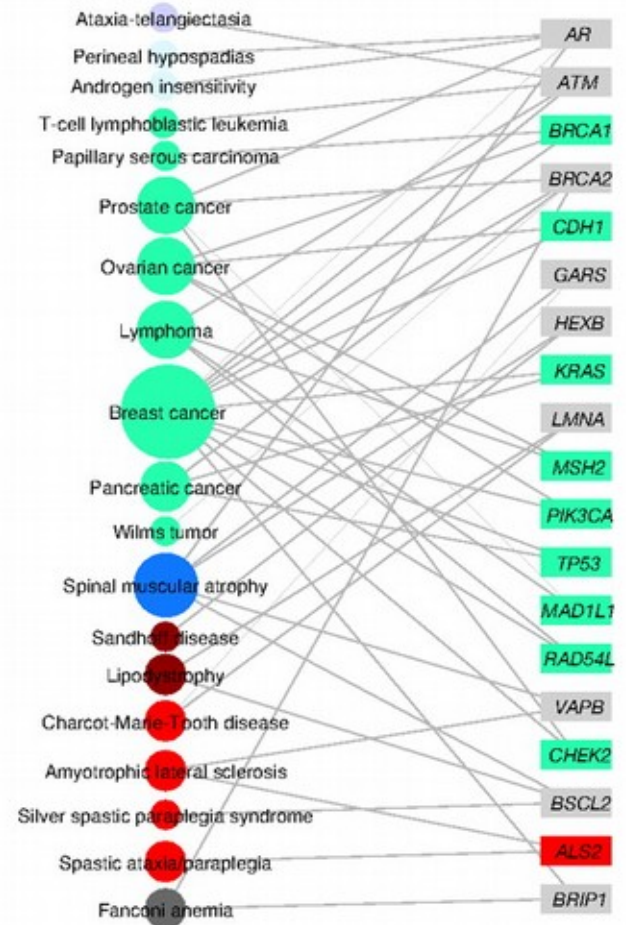 Ataxia-telangiectasia
Perineal hypospadias
Androgen insensitivity
T-cell lymphoblastic leukemia
Papillary serous carcinoma
Prostate cancer
Ovarian cancer
Lymphoma
Breast cancer
Pancreatic cancer
Wilms tumor
Spinal muscular atrophy
Sandhoff disease
Lipodystrophy
Charcot-Marie-Tooth disease
Amyotrophic lateral sclerosis
Silver spastic paraplegia syndrome
Spastic ataxia/paraplegia
Fanconi anemia
AR
ATM
BRCA1
BRCA2
CDH1
GARS
HEXB
KRAS
LMNA
MSH2
PIK3CA
TP53
MAD1L1
RAD54L
VAPB
CHEK2
BSCL2
ALS2
BRIP1